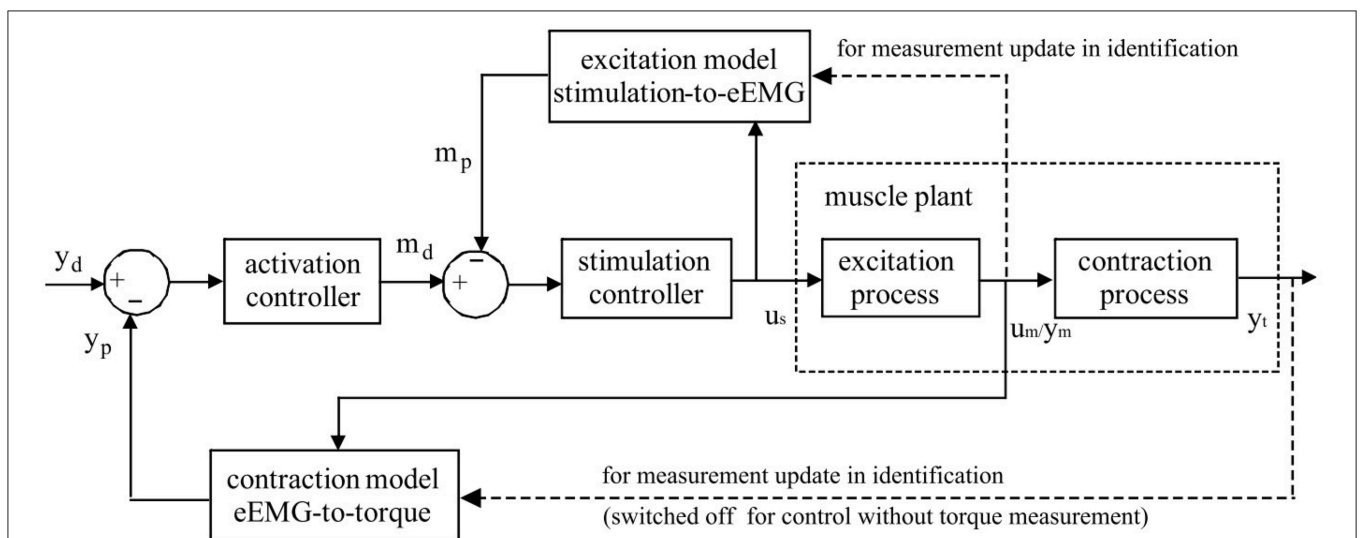 excitation model
stimulation-to-eEMG
for measurement update in identification
m p
muscle plant
y d
+
−
activation
controller
m d
+
−
stimulation
controller
u s
excitation
process
u m/y m
contraction
process
y t
y p
contraction model
eEMG-to-torque
for measurement update in identification
(switched off for control without torque measurement)